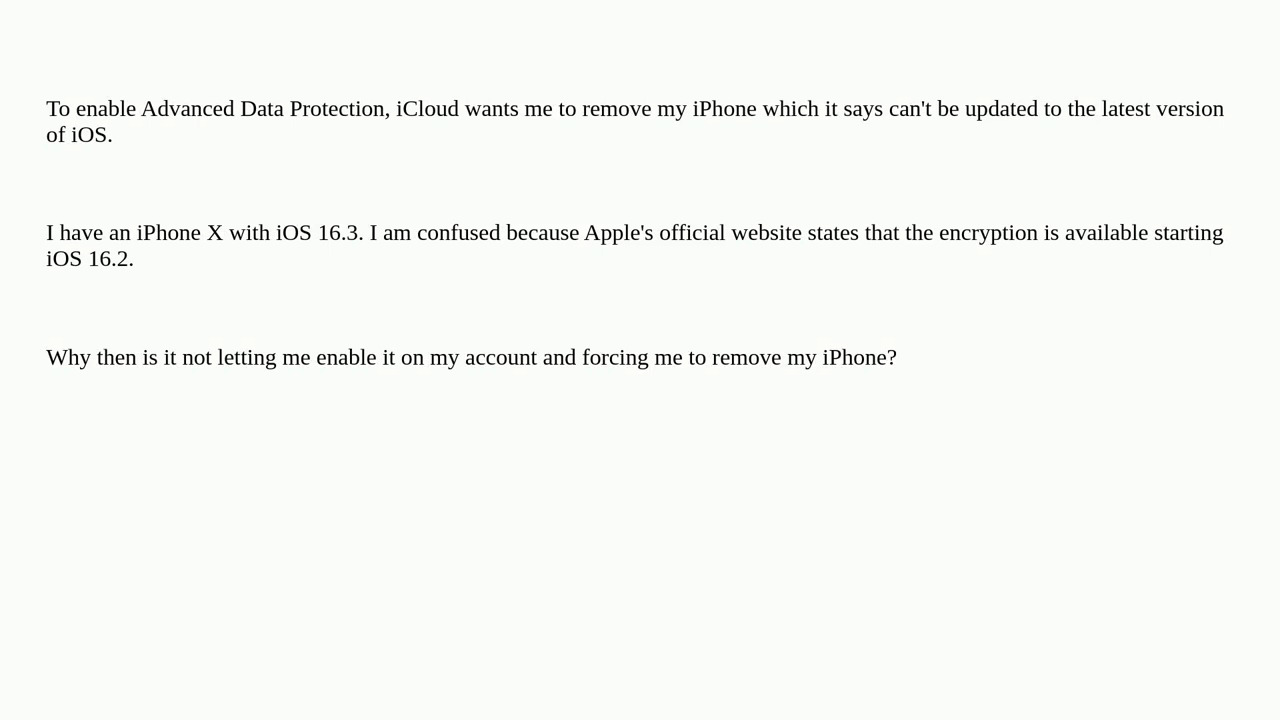 To enable Advanced Data Protection, iCloud wants me to remove my iPhone which it says can't be updated to the latest version
of iOS.
I have an iPhone X with iOS 16.3. I am confused because Apple's official website states that the encryption is available starting
iOS 16.2.
Why then is it not letting me enable it on my account and forcing me to remove my iPhone?